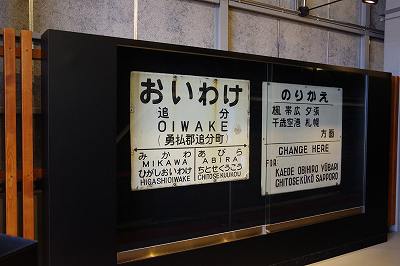 おいわけ
追分
OIWAKE
(勇払郡追分町)
みかわ
MIKAWA
ひがしおいわけ
HIGASHIOIWAKE
あびら
ABIRA
ちとせくうこう
CHITOSEKUUKOU
のりかえ
楓 帯広 夕張
千歳空港 札幌
方面
CHANGE HERE
FOR
KAEDE OBIHIRO YŪBARI
CHITOSEKŪKŌ SAPPORO